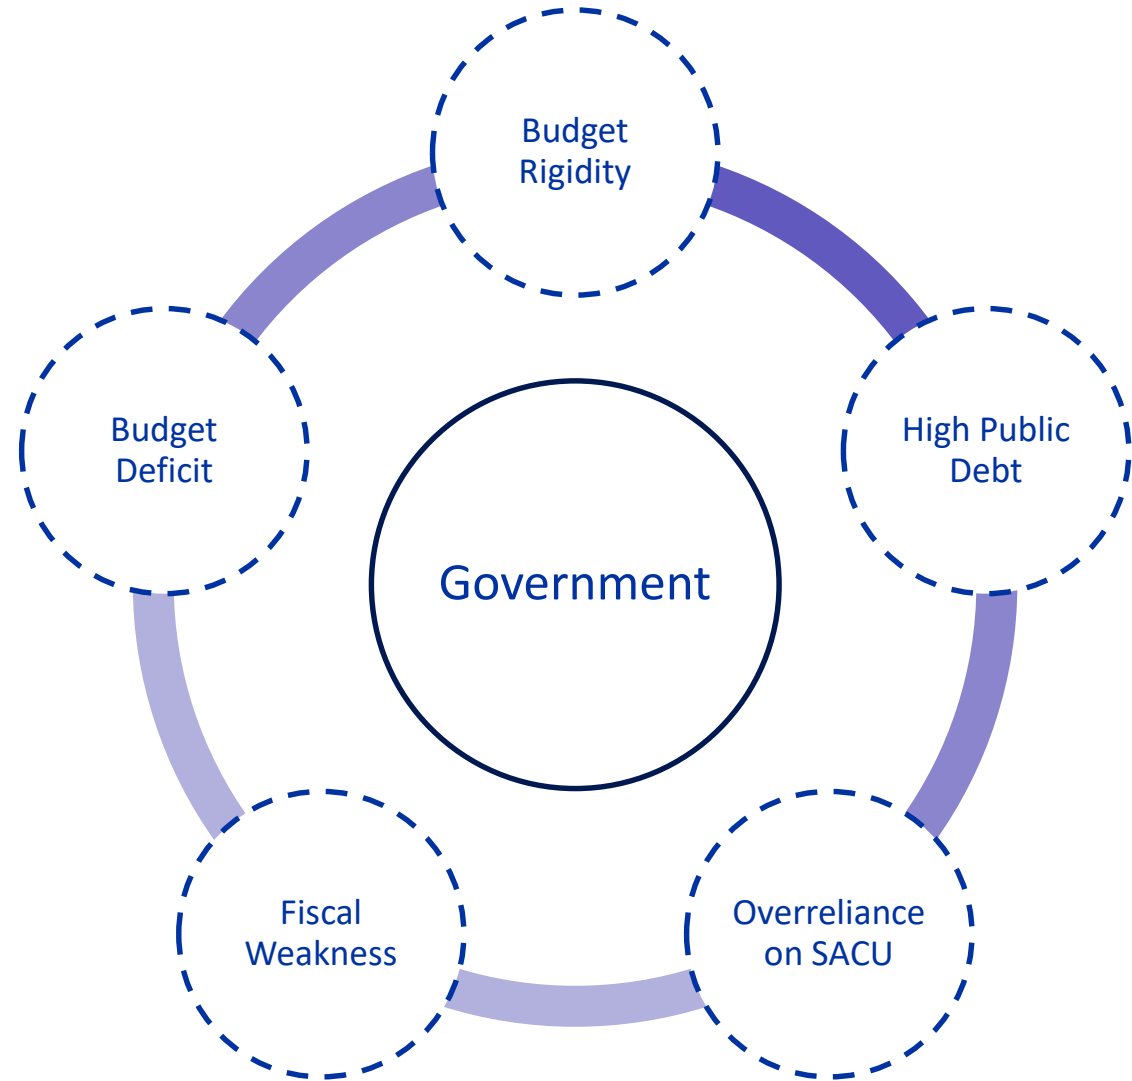 Budget
Rigidity
High Public
Debt
Overreliance
on SACU
Fiscal
Weakness
Budget
Deficit
Government